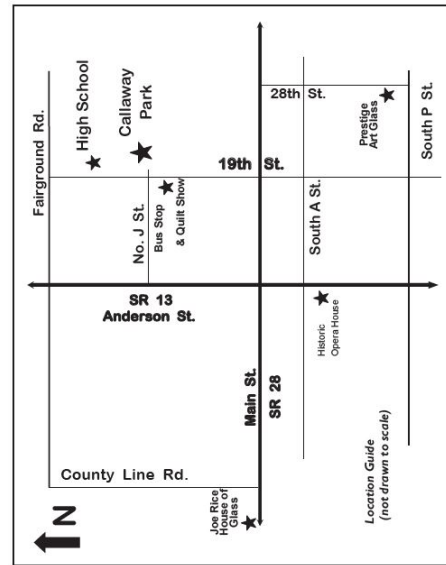 Fairground Rd.
High School
Callaway
Park
No. J St.
Bus Stop
& Quilt Show
19th St.
28th St.
Prestige
Art Glass
South A St.
South P St.
SR 13
Anderson St.
Main St.
SR 28
Historic
Opera House
County Line Rd.
Joe Rice
House of
Glass
Location Guide
(not drawn to scale)
N